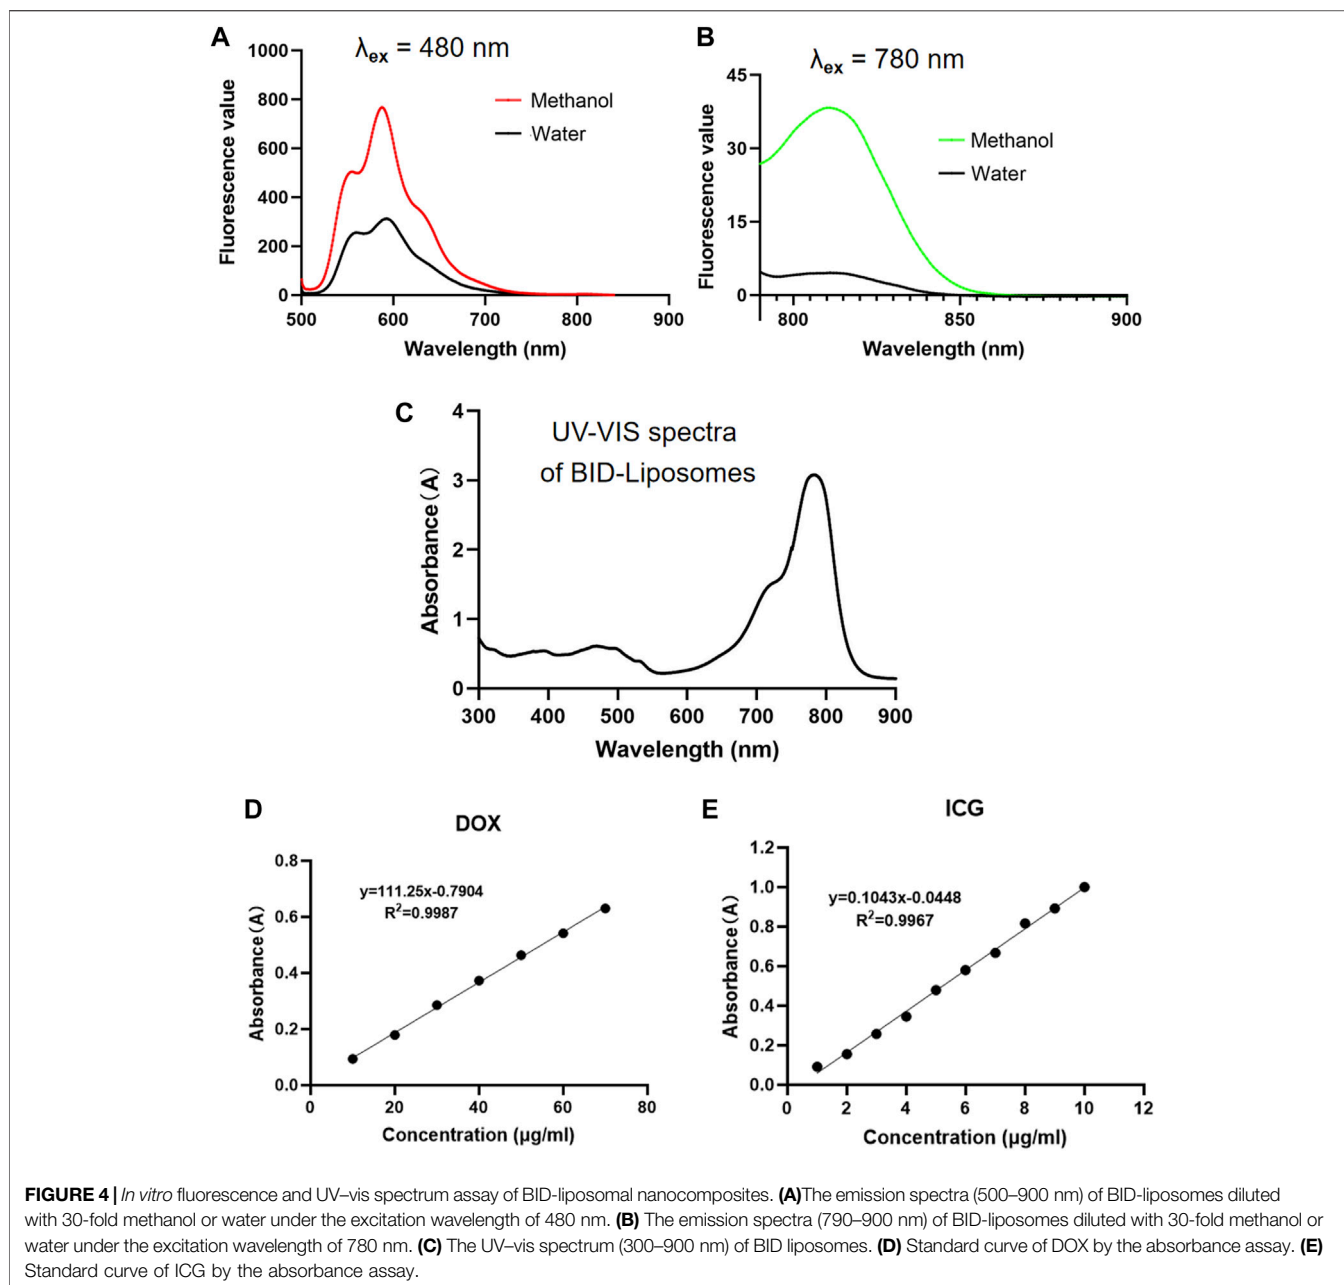 A
λex = 480 nm
Fluorescence value
1000
800
600
400
200
0
Methanol
Water
500
600
700
800
900
Wavelength (nm)
B
λex = 780 nm
Fluorescence value
45
30
15
0
Methanol
Water
800
850
900
Wavelength (nm)
C
UV-VIS spectra
of BID-Liposomes
Absorbance(A)
4
3
2
1
0
300
400
500
600
700
800
900
Wavelength (nm)
D
DOX
Absorbance(A)
0.8
0.6
0.4
0.2
0.0
y=111.25x-0.7904
R²=0.9987
0
20
40
60
80
Concentration (μg/ml)
E
ICG
Absorbance(A)
1.2
1.0
0.8
0.6
0.4
0.2
0.0
y=0.1043x-0.0448
R²=0.9967
0
2
4
6
8
10
12
Concentration (μg/ml)
FIGURE 4 | In vitro fluorescence and UV–vis spectrum assay of BID-liposomal nanocomposites. (A)The emission spectra (500–900 nm) of BID-liposomes diluted
with 30-fold methanol or water under the excitation wavelength of 480 nm. (B) The emission spectra (790–900 nm) of BID-liposomes diluted with 30-fold methanol or
water under the excitation wavelength of 780 nm. (C) The UV–vis spectrum (300–900 nm) of BID liposomes. (D) Standard curve of DOX by the absorbance assay. (E)
Standard curve of ICG by the absorbance assay.